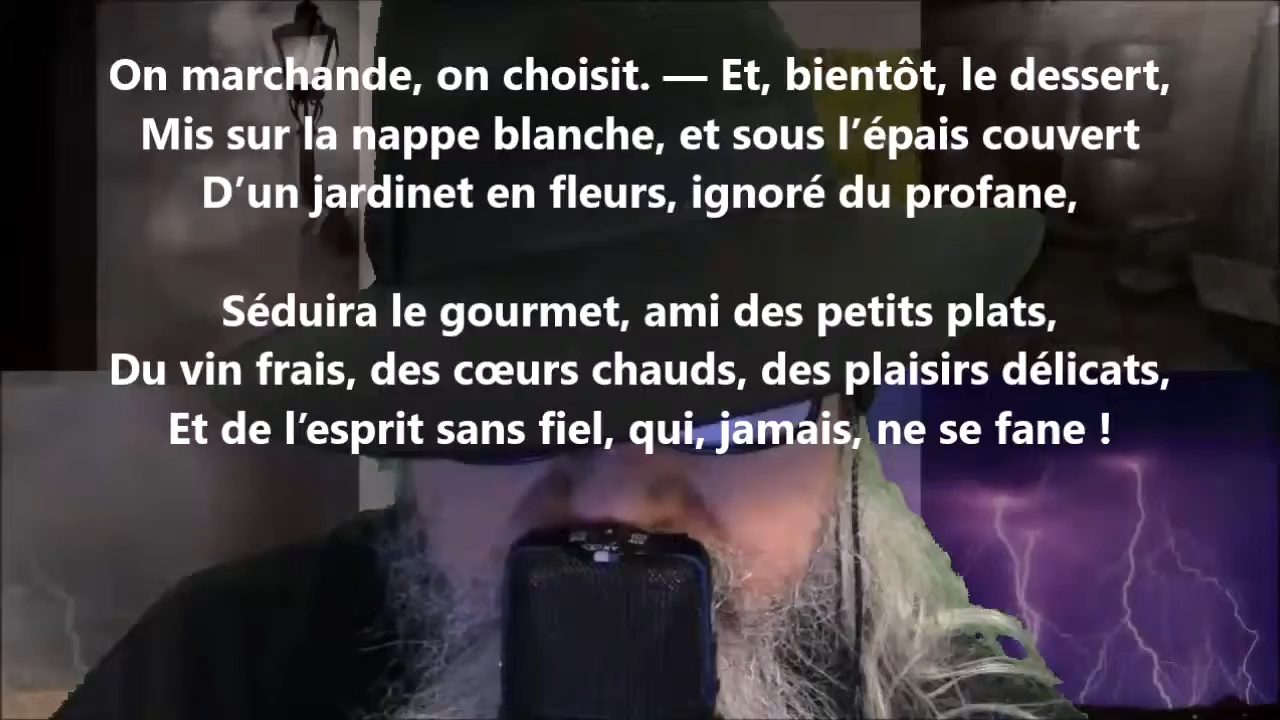 On marchande, on choisit. — Et, bientôt, le dessert,
Mis sur la nappe blanche, et sous l’épais couvert
D’un jardinet en fleurs, ignoré du profane,
Séduira le gourmet, ami des petits plats,
Du vin frais, des cœurs chauds, des plaisirs délicats,
Et de l’esprit sans fiel, qui, jamais, ne se fane !